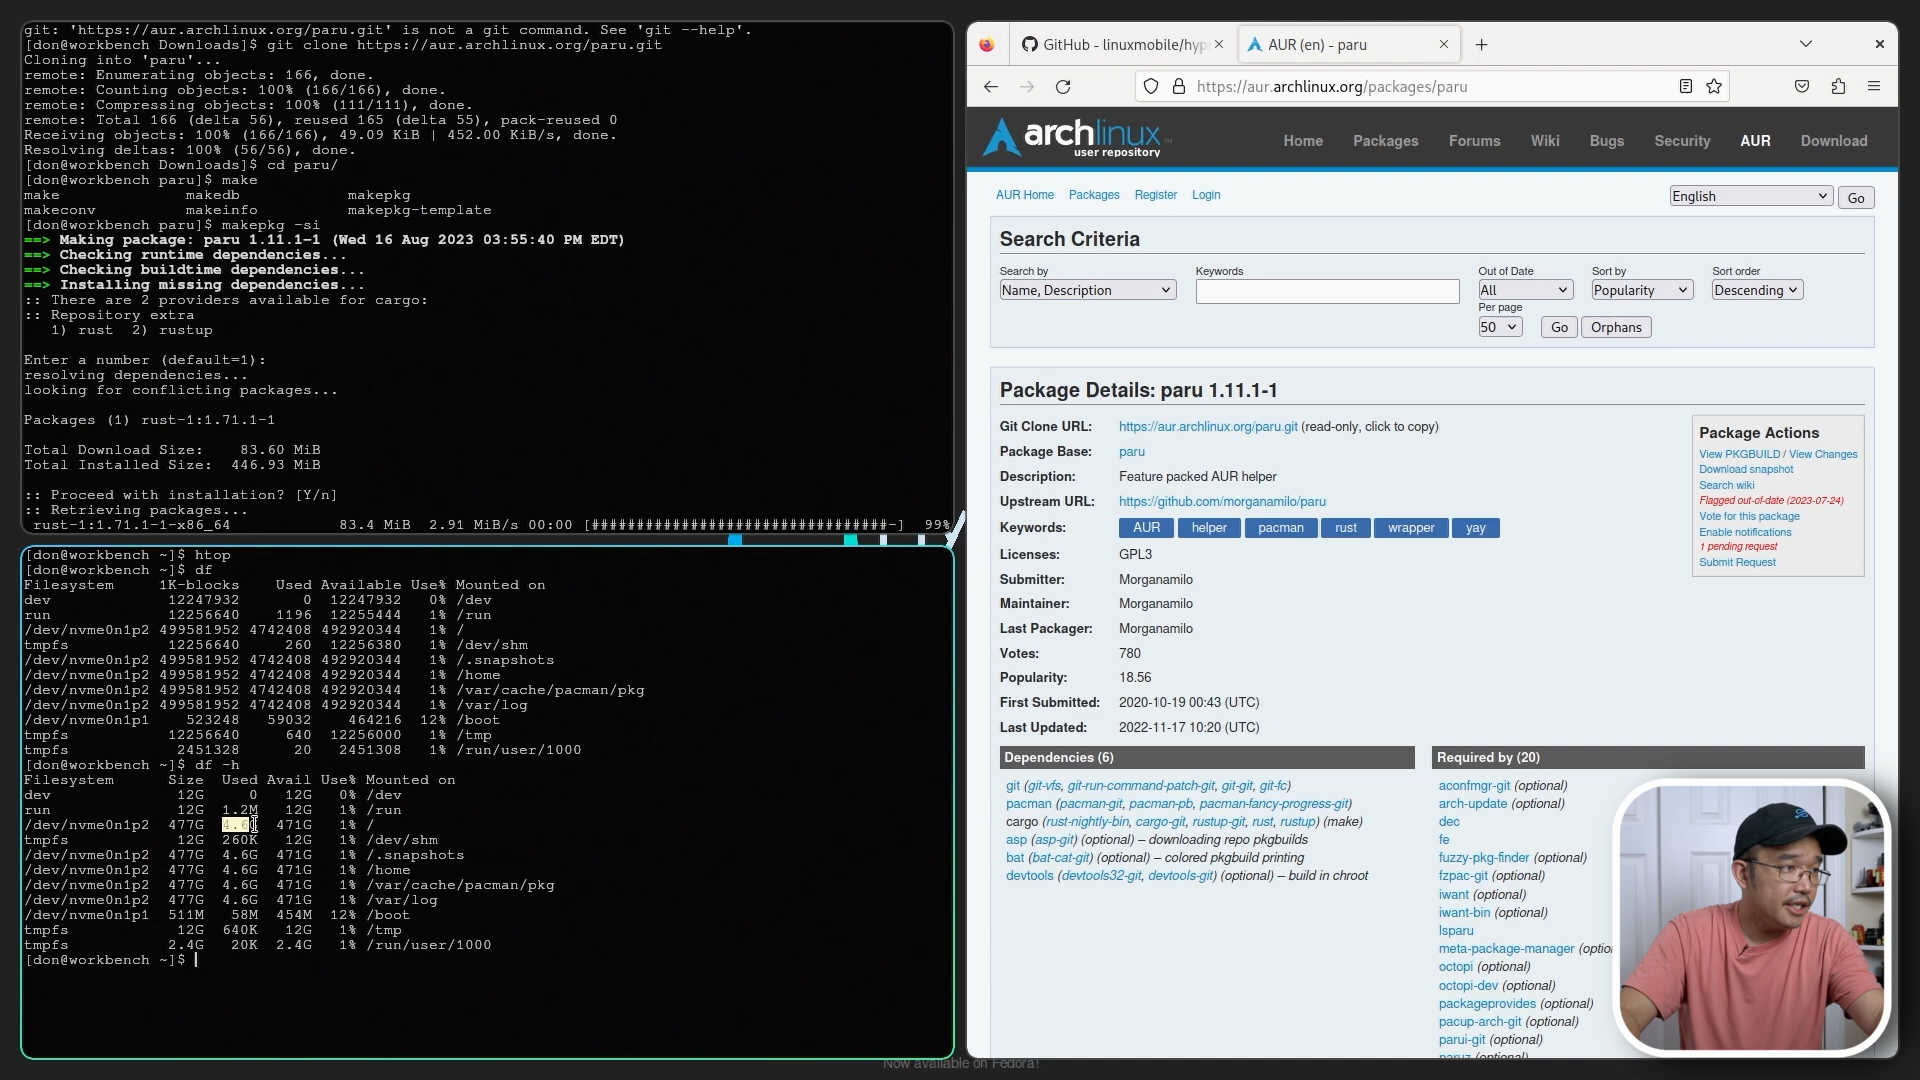 git: 'https://aur.archlinux.org/paru.git' is not a git command. See 'git --help'.
[don@workbench Downloads]$ git clone https://aur.archlinux.org/paru.git
Cloning into 'paru'...
remote: Enumerating objects: 166, done.
remote: Counting objects: 100% (166/166), done.
remote: Compressing objects: 100% (111/111), done.
remote: Total 166 (delta 56), reused 165 (delta 55), pack-reused 0
Receiving objects: 100% (166/166), 49.09 KiB | 452.00 KiB/s, done.
Resolving deltas: 100% (56/56), done.
[don@workbench Downloads]$ cd paru/
[don@workbench paru]$ make
make makedb makepkg
makeconv makeinfo makepkg-template
[don@workbench paru]$ makepkg -si
==> Making package: paru 1.11.1-1 (Wed 16 Aug 2023 03:55:40 PM EDT)
==> Checking runtime dependencies...
==> Checking buildtime dependencies...
==> Installing missing dependencies...
:: There are 2 providers available for cargo:
:: Repository extra
1) rust 2) rustup
Enter a number (default=1):
resolving dependencies...
looking for conflicting packages...
Packages (1) rust-1:1.71.1-1
Total Download Size: 83.60 MiB
Total Installed Size: 446.93 MiB
:: Proceed with installation? [Y/n]
:: Retrieving packages...
rust-1:1.71.1-1-x86_64 83.4 MiB 2.91 MiB/s 00:00 [##############################-] 99%
[don@workbench ~]$ htop
[don@workbench ~]$ df
Filesystem 1K-blocks Used Available Use% Mounted on
dev 12247932 0 12247932 0% /dev
run 12256640 1196 12255444 1% /run
/dev/nvme0n1p2 499581952 4742408 492920344 1% /
tmpfs 12256640 260 12256380 1% /dev/shm
/dev/nvme0n1p2 499581952 4742408 492920344 1% /.snapshots
/dev/nvme0n1p2 499581952 4742408 492920344 1% /home
/dev/nvme0n1p2 499581952 4742408 492920344 1% /var/cache/pacman/pkg
/dev/nvme0n1p2 499581952 4742408 492920344 1% /var/log
/dev/nvme0n1p1 523248 59032 464216 12% /boot
tmpfs 12256640 640 12256000 1% /tmp
tmpfs 2451328 20 2451308 1% /run/user/1000
[don@workbench ~]$ df -h
Filesystem Size Used Avail Use% Mounted on
dev 12G 0 12G 0% /dev
run 12G 1.2M 12G 1% /run
/dev/nvme0n1p2 477G 4.6G 471G 1% /
tmpfs 12G 260K 12G 1% /dev/shm
/dev/nvme0n1p2 477G 4.6G 471G 1% /.snapshots
/dev/nvme0n1p2 477G 4.6G 471G 1% /home
/dev/nvme0n1p2 477G 4.6G 471G 1% /var/cache/pacman/pkg
/dev/nvme0n1p2 477G 4.6G 471G 1% /var/log
/dev/nvme0n1p1 511M 58M 454M 12% /boot
tmpfs 12G 640K 12G 1% /tmp
tmpfs 2.4G 20K 2.4G 1% /run/user/1000
[don@workbench ~]$
Now available on Fedora!
GitHub - linuxmobile/hyp
AUR (en) - paru
https://aur.archlinux.org/packages/paru
archlinux
user repository
Home Packages Forums Wiki Bugs Security AUR Download
AUR Home Packages Register Login
English Go
Search Criteria
Search by Keywords Out of Date Sort by Sort order
Name, Description All Popularity Descending
Per page
50 Go Orphans
Package Details: paru 1.11.1-1
Git Clone URL: https://aur.archlinux.org/paru.git (read-only, click to copy)
Package Base: paru
Description: Feature packed AUR helper
Upstream URL: https://github.com/morganamilo/paru
Keywords: AUR helper pacman rust wrapper yay
Licenses: GPL3
Submitter: Morganamilo
Maintainer: Morganamilo
Last Packager: Morganamilo
Votes: 780
Popularity: 18.56
First Submitted: 2020-10-19 00:43 (UTC)
Last Updated: 2022-11-17 10:20 (UTC)
Package Actions
View PKGBUILD / View Changes
Download snapshot
Search wiki
Flagged out-of-date (2023-07-24)
Vote for this package
Enable notifications
1 pending request
Submit Request
Dependencies (6)
git (git-vfs, git-run-command-patch-git, git-git, git-fc)
pacman (pacman-git, pacman-pb, pacman-fancy-progress-git)
cargo (rust-nightly-bin, cargo-git, rustup-git, rust, rustup) (make)
asp (asp-git) (optional) – downloading repo pkgbuilds
bat (bat-cat-git) (optional) – colored pkgbuild printing
devtools (devtools32-git, devtools-git) (optional) – build in chroot
Required by (20)
aconfmgr-git (optional)
arch-update (optional)
dec
fe
fuzzy-pkg-finder (optional)
fzpac-git (optional)
iwant (optional)
iwant-bin (optional)
lsparu
meta-package-manager (optio
octopi (optional)
octopi-dev (optional)
packageprovides (optional)
pacup-arch-git (optional)
parui-git (optional)